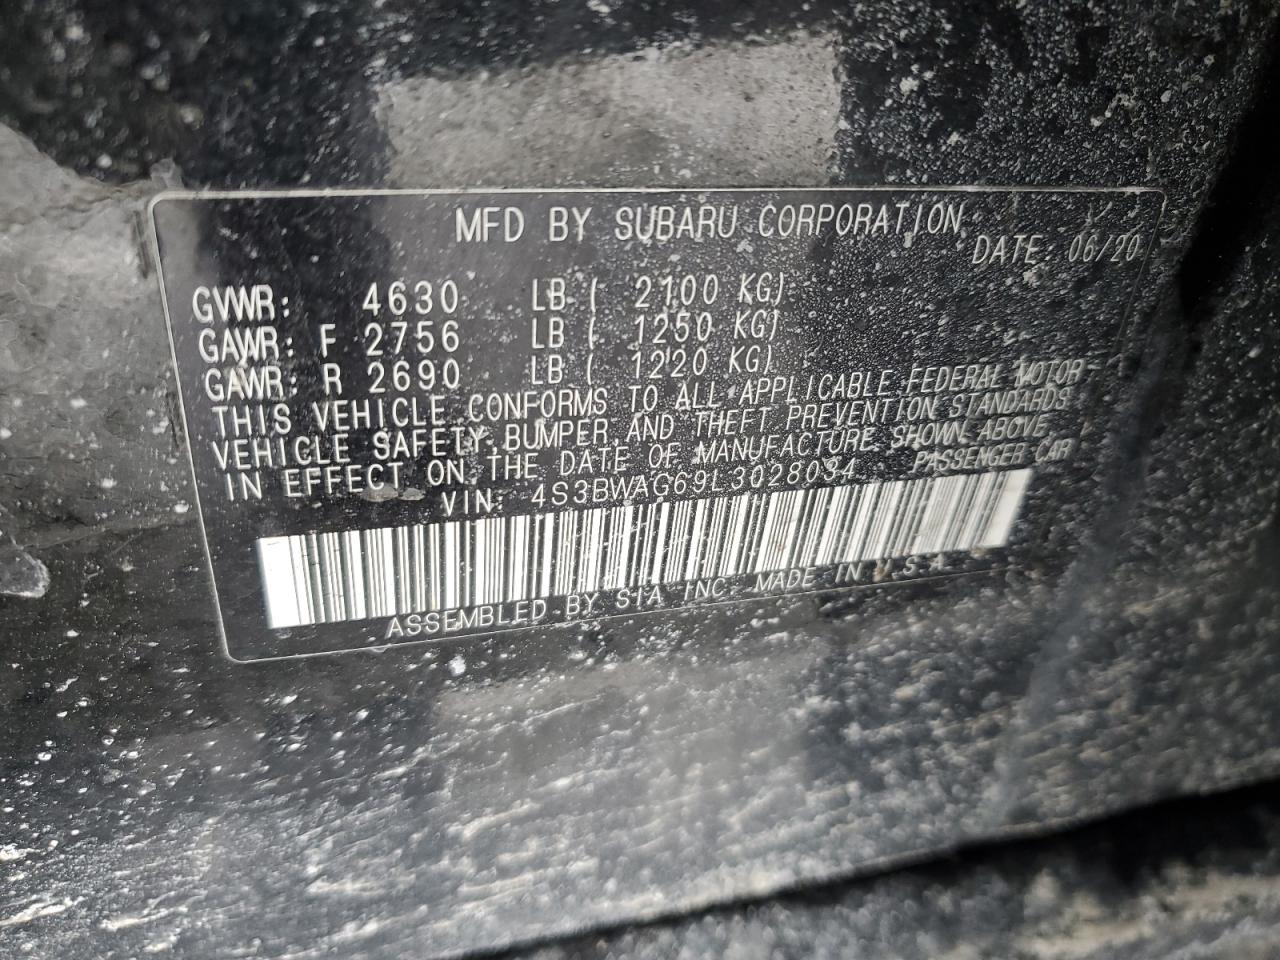 MFD BY SUBARU CORPORATION
DATE: 06/20
GVWR: 4630 LB ( 2100 KG)
GAWR: F 2756 LB ( 1250 KG)
GAWR: R 2690 LB ( 1220 KG)
THIS VEHICLE CONFORMS TO ALL APPLICABLE FEDERAL MOTOR
VEHICLE SAFETY, BUMPER AND THEFT PREVENTION STANDARDS
IN EFFECT ON THE DATE OF MANUFACTURE SHOWN ABOVE
VIN: 4S3BWAG69L3028034 PASSENGER CAR
ASSEMBLED BY SIA INC. MADE IN U.S.A